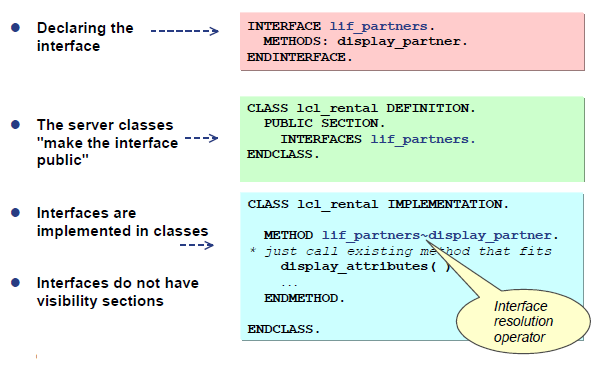 Declaring the
interface
INTERFACE lif_partners.
METHODS: display_partner.
ENDINTERFACE.
The server classes
"make the interface
public"
CLASS lcl_rental DEFINITION.
PUBLIC SECTION.
INTERFACES lif_partners.
ENDCLASS.
Interfaces are
implemented in classes
Interfaces do not have
visibility sections
CLASS lcl_rental IMPLEMENTATION.
METHOD lif_partners~display_partner.
* just call existing method that fits
display_attributes( )
...
ENDMETHOD.
ENDCLASS.
Interface
resolution
operator